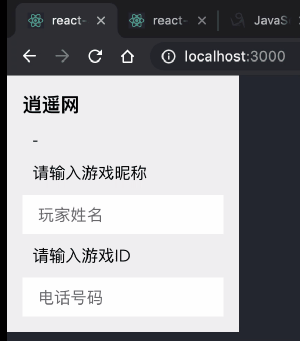 react-
react-
JavaS
localhost:3000
逍遥网
-
请输入游戏昵称
玩家姓名
请输入游戏ID
电话号码